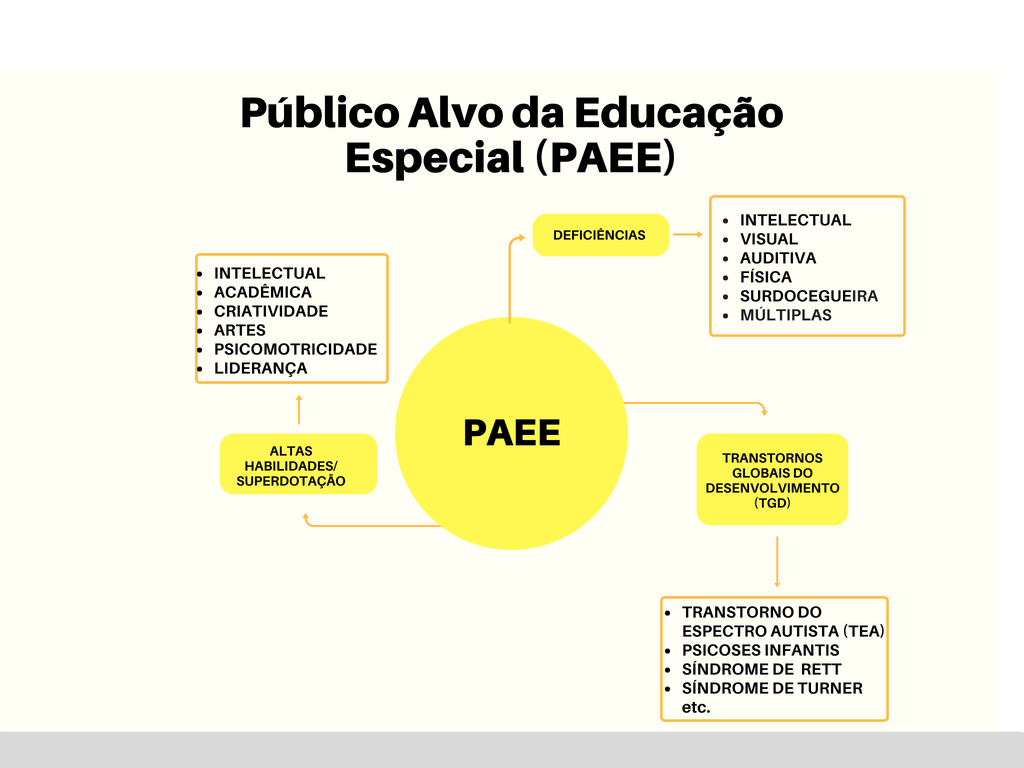 Público Alvo da Educação
Especial (PAEE)
DEFICIÊNCIAS
• INTELECTUAL
• VISUAL
• AUDITIVA
• FÍSICA
• SURDOCEGUEIRA
• MÚLTIPLAS
• INTELECTUAL
• ACADÊMICA
• CRIATIVIDADE
• ARTES
• PSICOMOTRICIDADE
• LIDERANÇA
PAEE
ALTAS
HABILIDADES/
SUPERDOTAÇÃO
TRANSTORNOS
GLOBAIS DO
DESENVOLVIMENTO
(TGD)
• TRANSTORNO DO
ESPECTRO AUTISTA (TEA)
• PSICOSES INFANTIS
• SÍNDROME DE RETT
• SÍNDROME DE TURNER
etc.